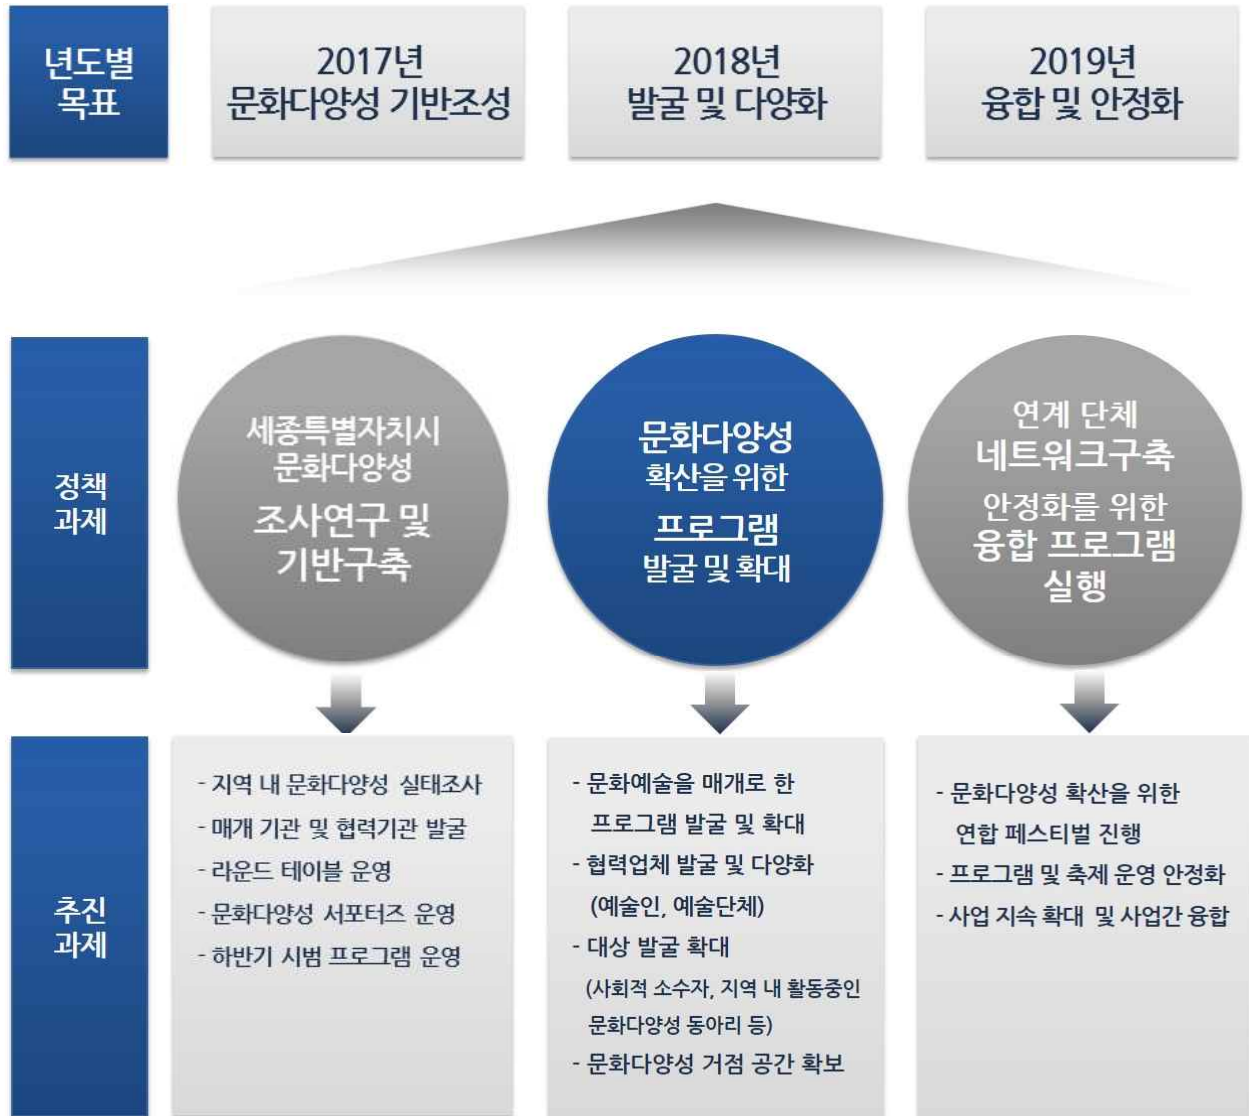 년도별
목표
2017년
문화다양성 기반조성
2018년
발굴 및 다양화
2019년
융합 및 안정화
정책
과제
세종특별자치시
문화다양성
조사연구 및
기반구축
문화다양성
확산을 위한
프로그램
발굴 및 확대
연계 단체
네트워크구축
안정화를 위한
융합 프로그램
실행
추진
과제
- 지역 내 문화다양성 실태조사
- 매개 기관 및 협력기관 발굴
- 라운드 테이블 운영
- 문화다양성 서포터즈 운영
- 하반기 시범 프로그램 운영
- 문화예술을 매개로 한
프로그램 발굴 및 확대
- 협력업체 발굴 및 다양화
(예술인, 예술단체)
- 대상 발굴 확대
(사회적 소수자, 지역 내 활동중인
문화다양성 동아리 등)
- 문화다양성 거점 공간 확보
- 문화다양성 확산을 위한
연합 페스티벌 진행
- 프로그램 및 축제 운영 안정화
- 사업 지속 확대 및 사업간 융합